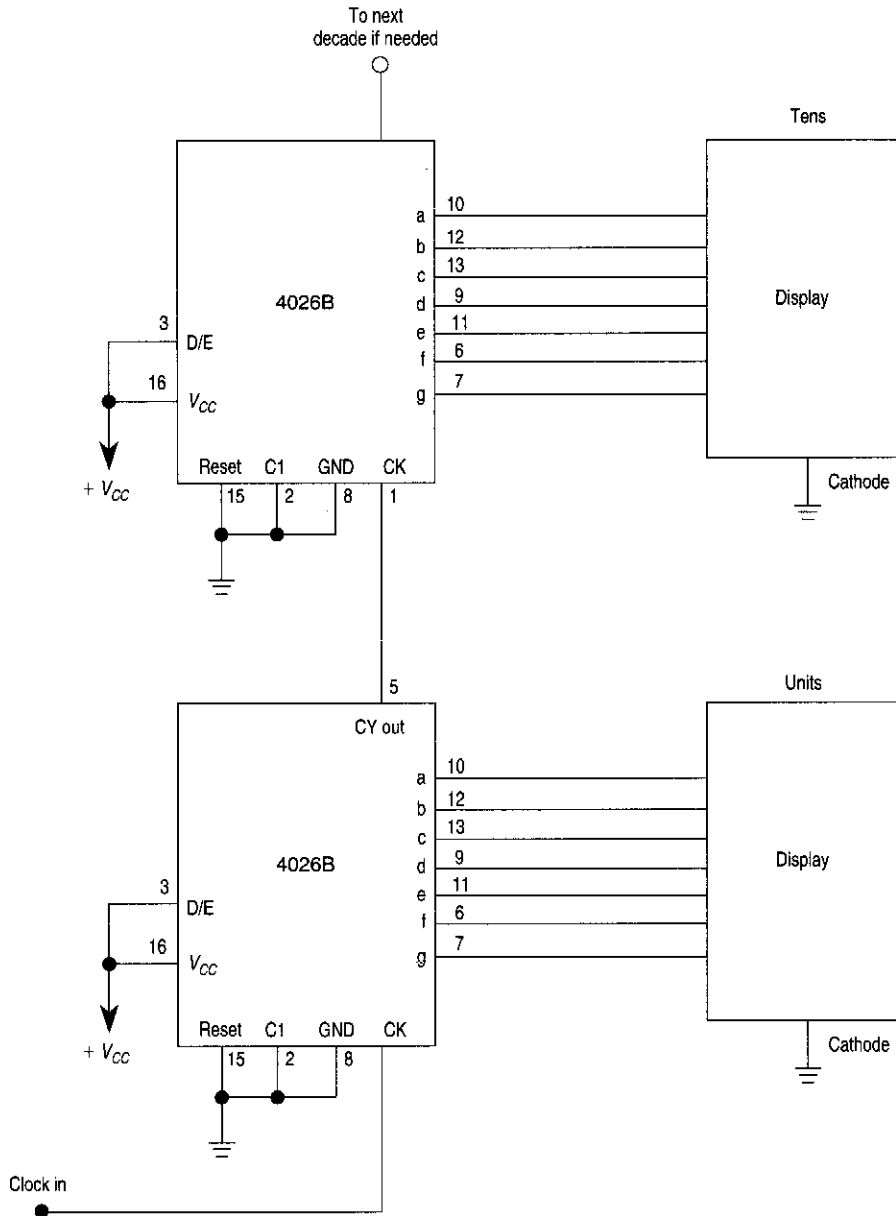 To next
decade if needed
Tens
a 10
b 12
c 13
d 9
e 11
f 6
g 7
4026B
Display
3
D/E
16
VCC
+ VCC
Reset C1 GND CK
15 2 8 1
Cathode
5
CY out
Units
a 10
b 12
c 13
d 9
e 11
f 6
g 7
4026B
Display
3
D/E
16
VCC
+ VCC
Reset C1 GND CK
15 2 8
Cathode
Clock in